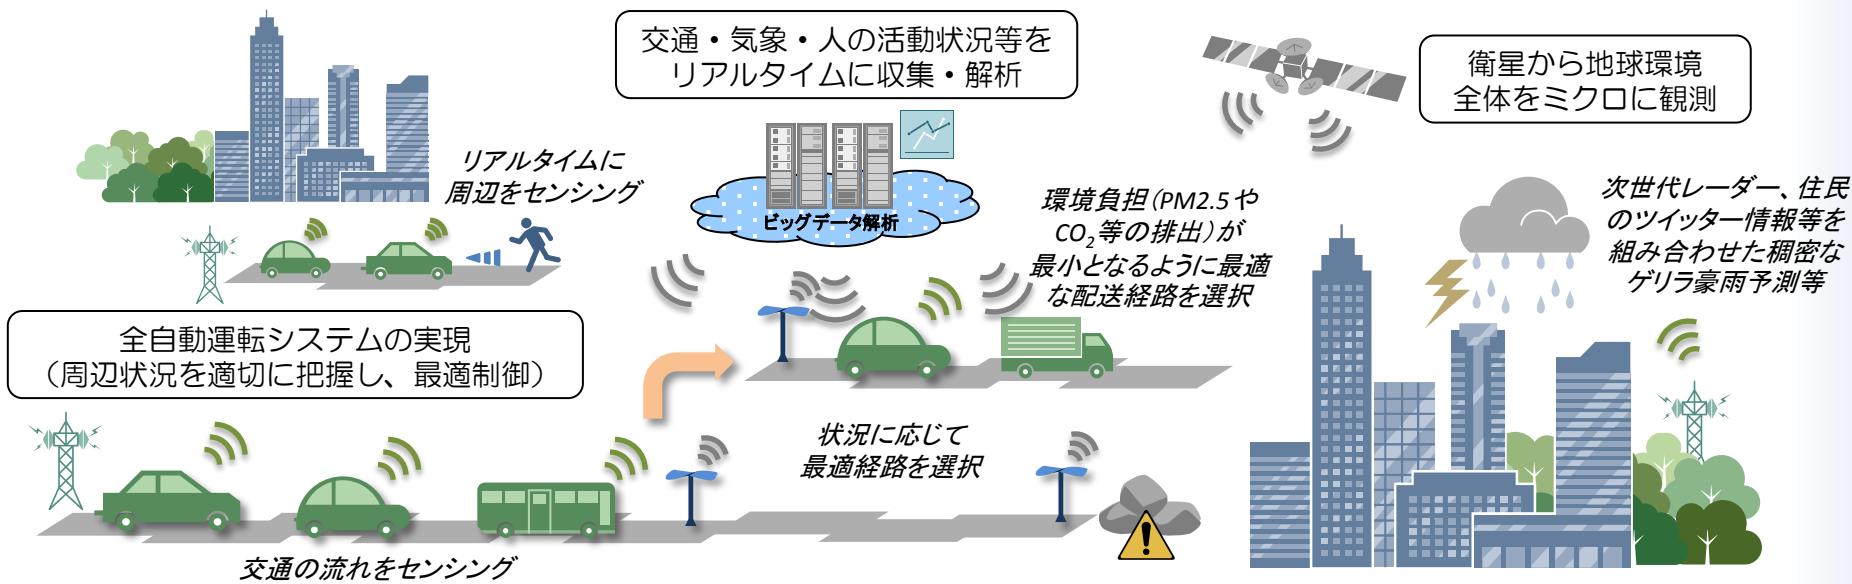 交通・気象・人の活動状況等を
リアルタイムに収集・解析
衛星から地球環境
全体をミクロに観測
リアルタイムに
周辺をセンシング
ビッグデータ解析
環境負担（PM2.5や
CO₂等の排出）が
最小となるように最適
な配送経路を選択
次世代レーダー、住民
のツイッター情報等を
組み合わせた稠密な
ゲリラ豪雨予測等
全自動運転システムの実現
（周辺状況を適切に把握し、最適制御）
状況に応じて
最適経路を選択
交通の流れをセンシング